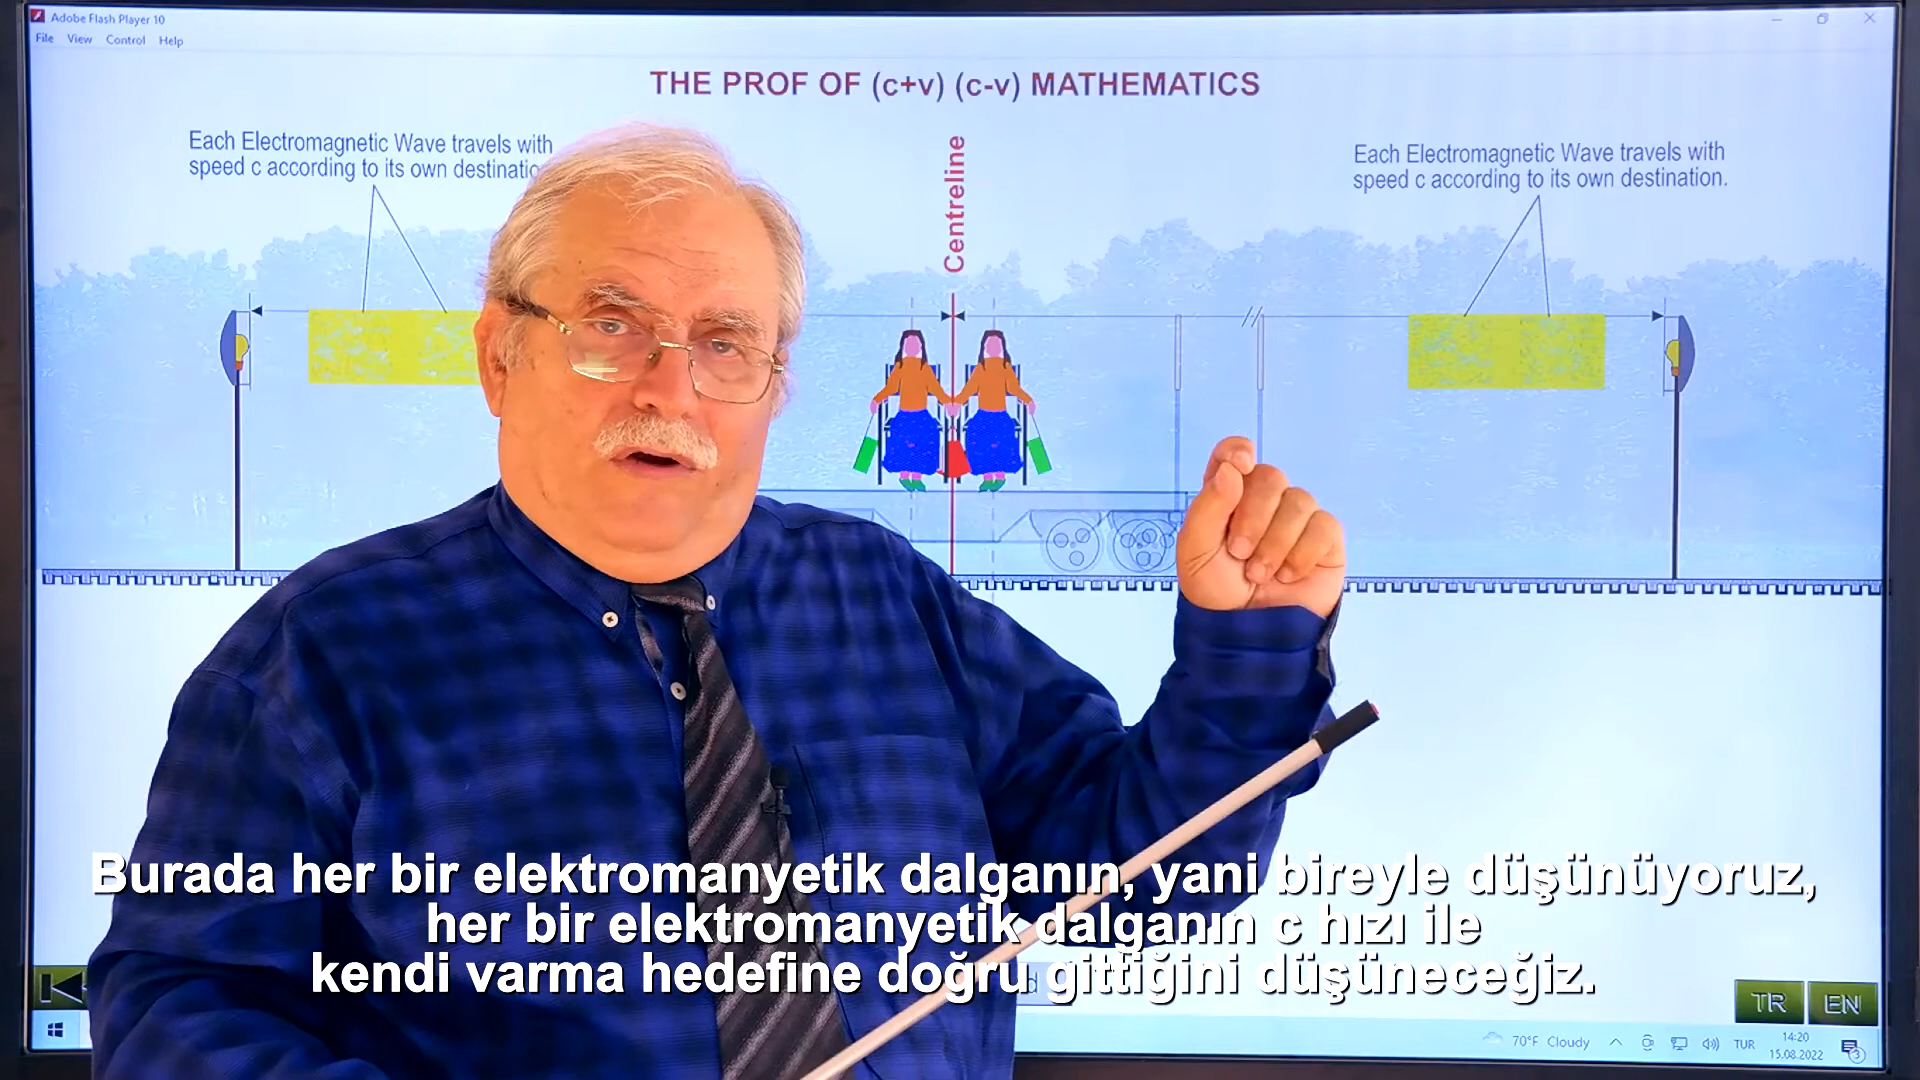 Adobe Flash Player 10
File View Control Help
THE PROF OF (c+v) (c-v) MATHEMATICS
Each Electromagnetic Wave travels with
speed c according to its own
Centreline
Each Electromagnetic Wave travels with
speed c according to its own destination.
Burada her bir elektromanyetik dalganın, yani bireyle düşünüyoruz,
her bir elektromanyetik dalganın c hızı ile
kendi varma hedefine doğru gittiğini düşüneceğiz.
TR EN
70°F Cloudy
TUR
14:20
15.08.2022
3